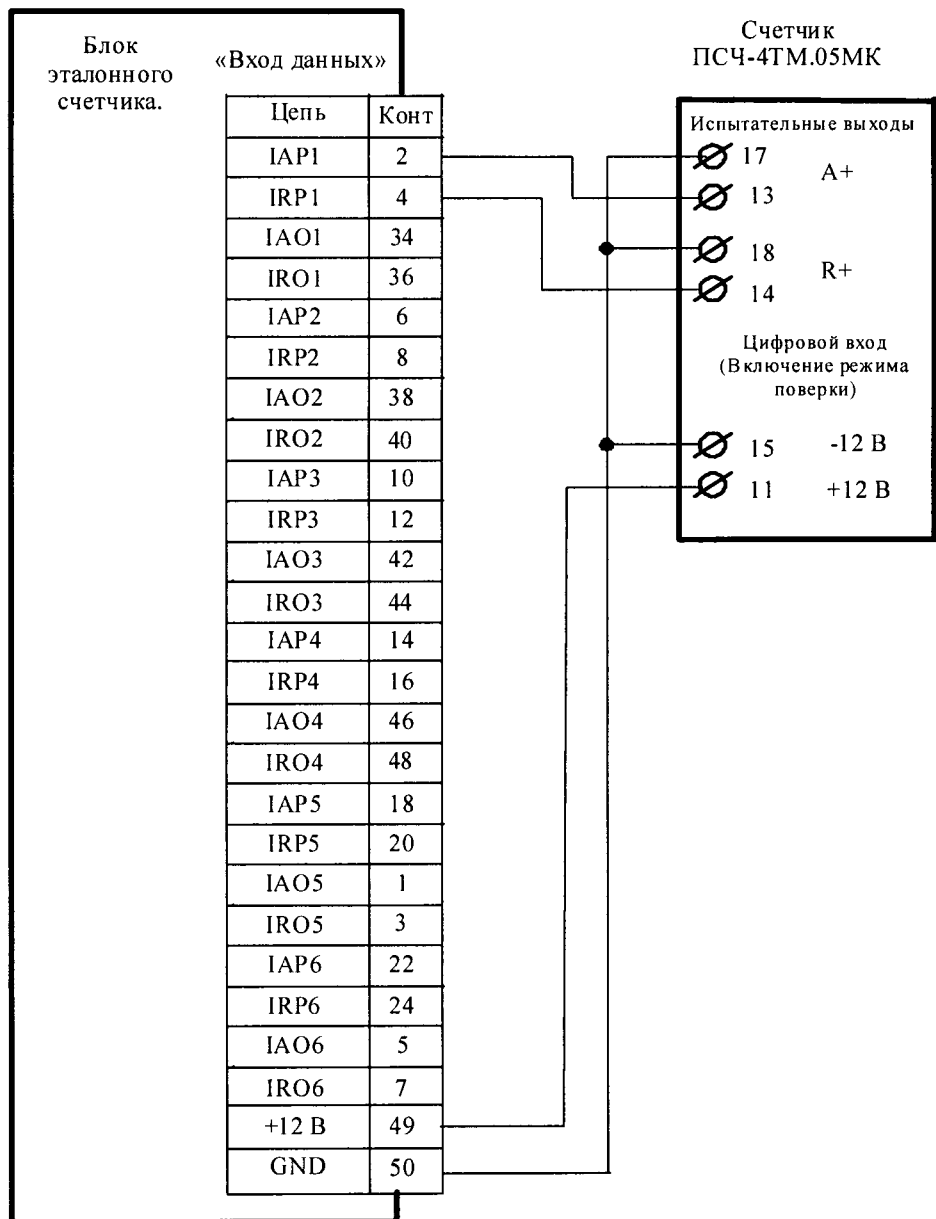 Блок
эталонного
счетчика.
«Вход данных»
Цепь Конт
IAP1 2
IRP1 4
IAO1 34
IRO1 36
IAP2 6
IRP2 8
IAO2 38
IRO2 40
IAP3 10
IRP3 12
IAO3 42
IRO3 44
IAP4 14
IRP4 16
IAO4 46
IRO4 48
IAP5 18
IRP5 20
IAO5 1
IRO5 3
IAP6 22
IRP6 24
IAO6 5
IRO6 7
+12 В 49
GND 50
Счетчик
ПСЧ-4ТМ.05МК
Испытательные выходы
17
A+
13
18
R+
14
Цифровой вход
(Включение режима
поверки)
15 -12 В
11 +12 В